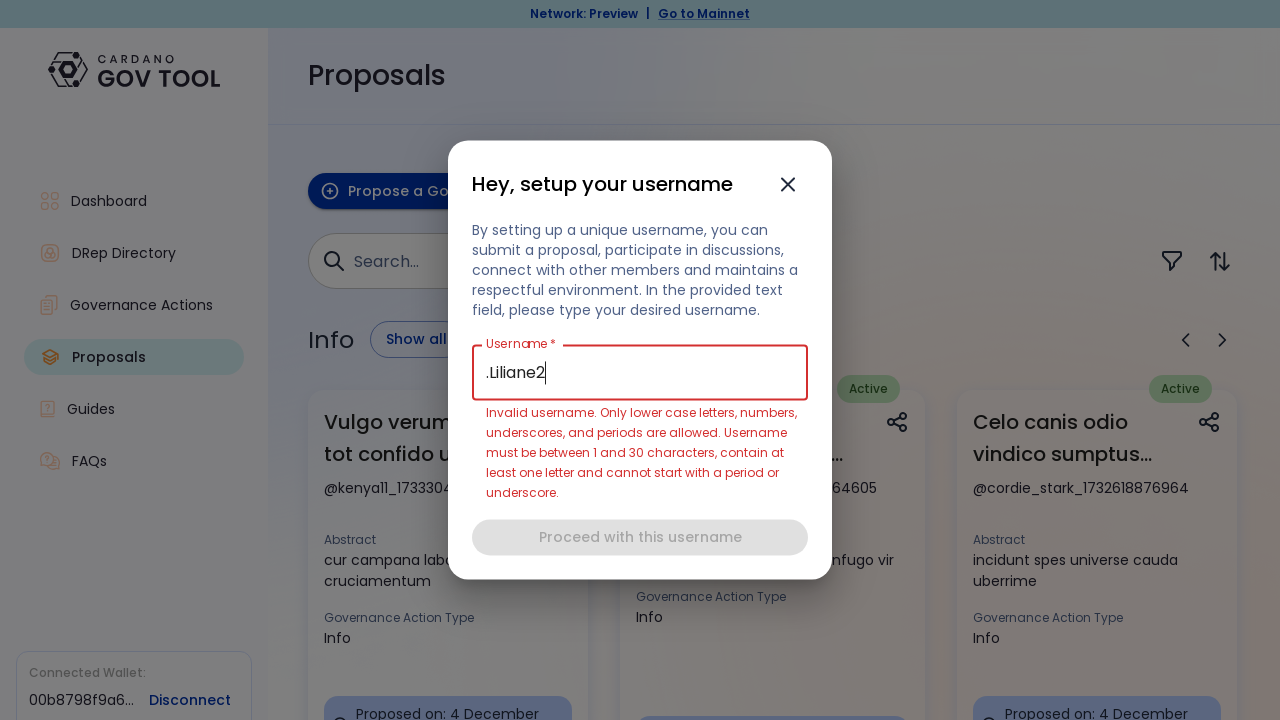 Network: Preview | Go to Mainnet
CARDANO
GOV TOOL
Proposals
Dashboard
DRep Directory
Governance Actions
Proposals
Guides
FAQs
Connected Wallet:
00b8798f9a6... Disconnect
Propose a Go
Search...
Info
Show all
Hey, setup your username
By setting up a unique username, you can
submit a proposal, participate in discussions,
connect with other members and maintains a
respectful environment. In the provided text
field, please type your desired username.
Username *
.Liliane2
Invalid username. Only lower case letters, numbers,
underscores, and periods are allowed. Username
must be between 1 and 30 characters, contain at
least one letter and cannot start with a period or
underscore.
Proceed with this username
Vulgo verum
tot confido
@kenya11_1733304
Abstract
cur campana
cruciamentum
Governance Action Type
Info
Proposed on: 4 December
Active
...
64605
nfugo vir
Governance Action Type
Info
Active
Celo canis odio
vindico sumptus...
@cordie_stark_1732618876964
Abstract
incidunt spes universe cauda
uberrime
Governance Action Type
Info
Proposed on: 4 December